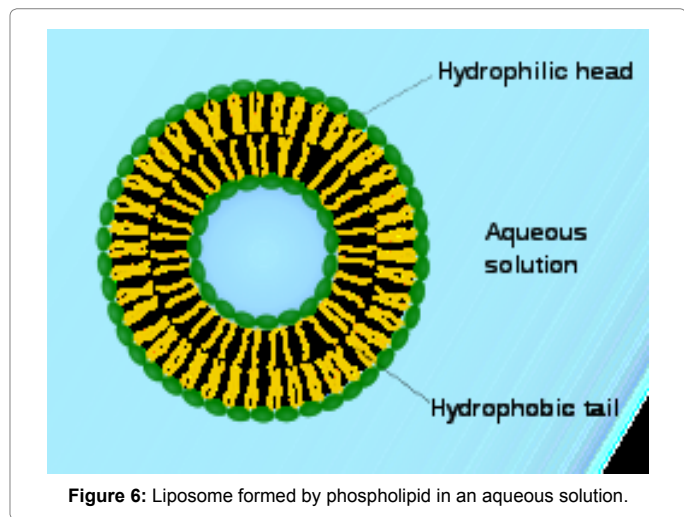 Hydrophilic head
Aqueous
solution
Hydrophobic tail
Figure 6: Liposome formed by phospholipid in an aqueous solution.